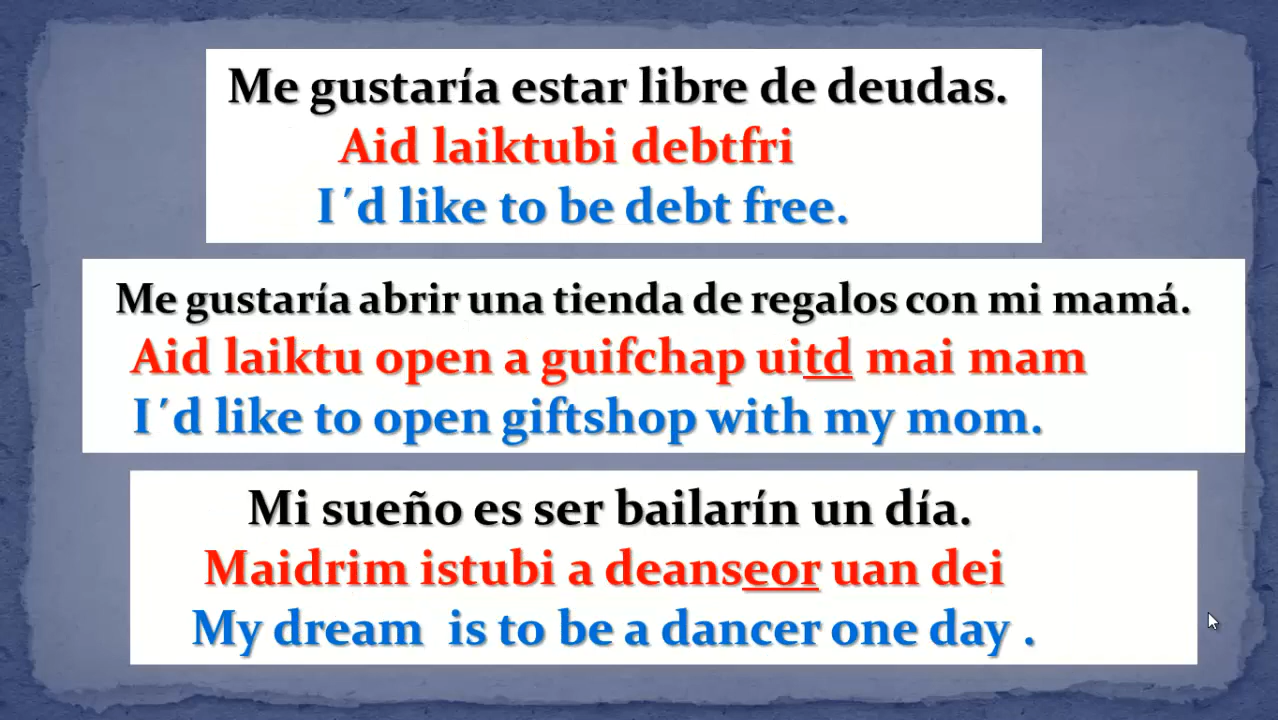 Me gustaría estar libre de deudas.
Aid laiktubi debtfri
I´d like to be debt free.
Me gustaría abrir una tienda de regalos con mi mamá.
Aid laiktu open a guifchap uitd mai mam
I´d like to open giftshop with my mom.
Mi sueño es ser bailarín un día.
Maidrim istubi a deanseor uan dei
My dream  is to be a dancer one day .